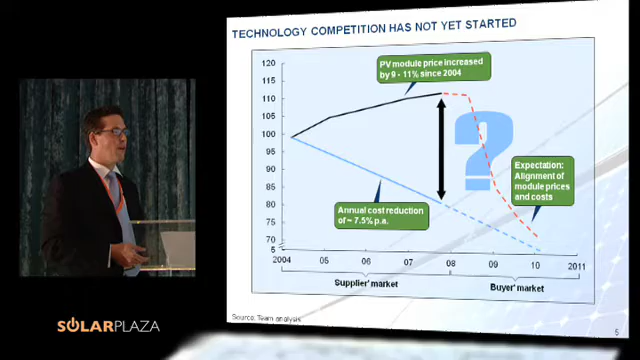 TECHNOLOGY COMPETITION HAS NOT YET STARTED
120
115
110
105
100
95
90
85
80
75
70
5
PV module price increased
by 9 - 11% since 2004
?
Expectation:
Alignment of
module prices
and costs
Annual cost reduction
of ~ 7.5% p.a.
2004 05 06 07 08 09 10 2011
Supplier' market
Buyer' market
Source: Team analysis
5
SOLARPLAZA